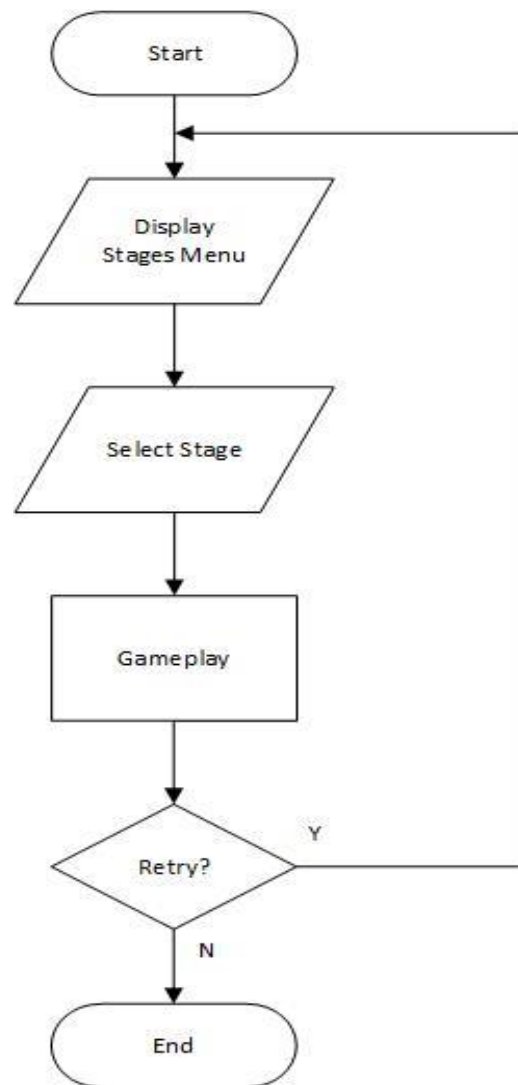 Start
Display
Stages Menu
Select Stage
Gameplay
Y
Retry?
N
End